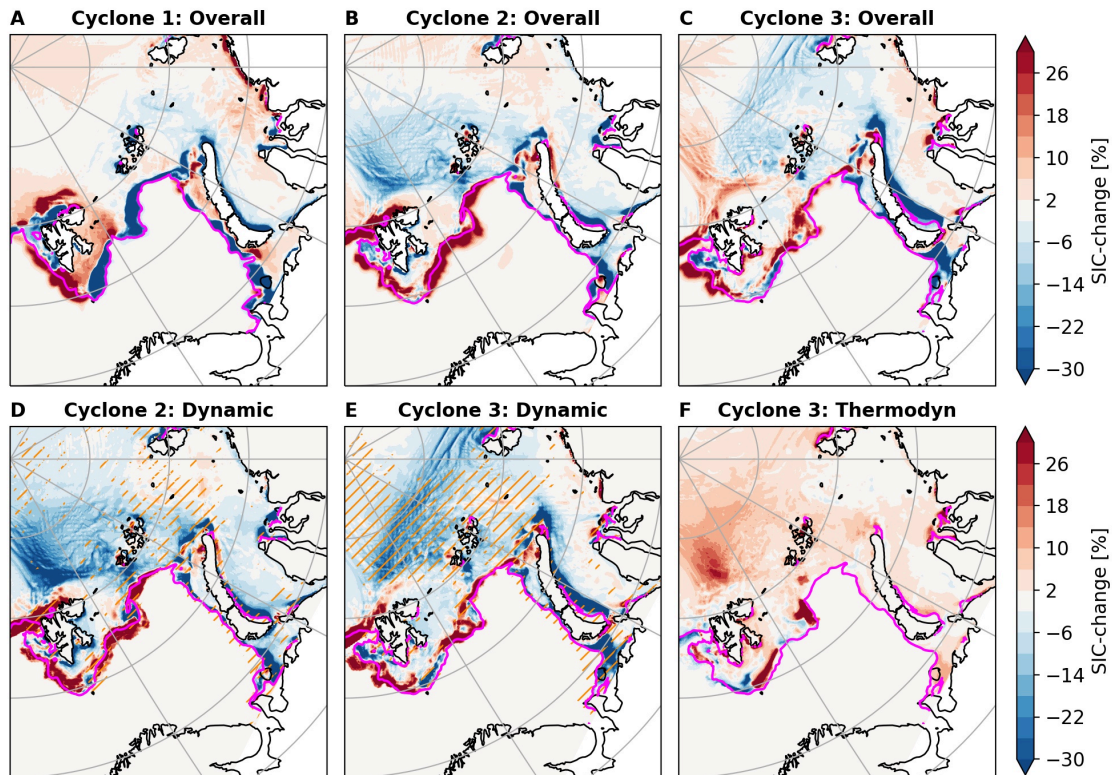 A Cyclone 1: Overall
B Cyclone 2: Overall
C Cyclone 3: Overall
26
18
10
2
−6
−14
−22
−30
SIC-change [%]
D Cyclone 2: Dynamic
E Cyclone 3: Dynamic
F Cyclone 3: Thermodyn
26
18
10
2
−6
−14
−22
−30
SIC-change [%]